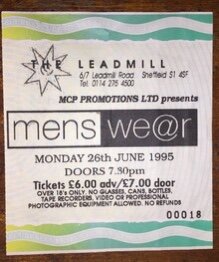 THE LEADMILL
6/7 Leadmill Road Sheffield S1 4SF
Tel. 0114 275 4500
MCP PROMOTIONS LTD presents
mens we@r
MONDAY 26th JUNE 1995
DOORS 7.30pm
Tickets £6.00 adv/£7.00 door
OVER 18's ONLY. NO GLASSES, CANS, BOTTLES,
TAPE RECORDERS, VIDEO OR PROFESSIONAL
PHOTOGRAPHIC EQUIPMENT ALLOWED. NO REFUNDS
00018